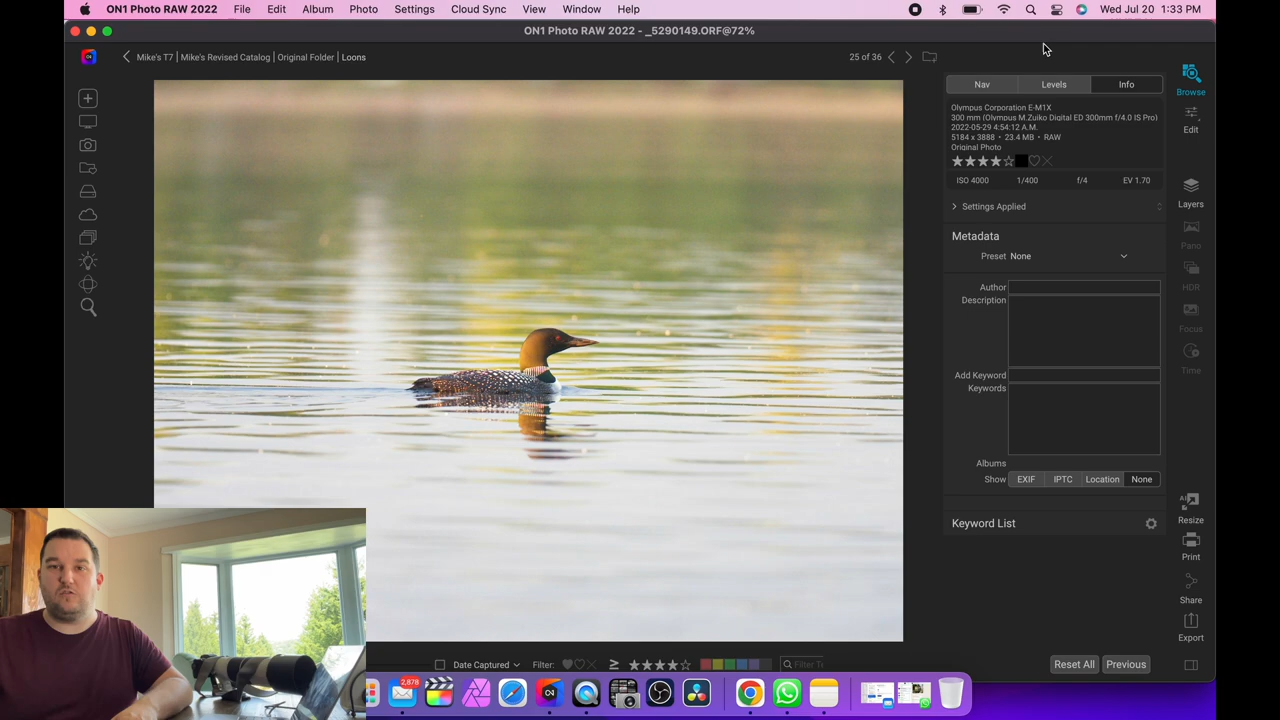 ON1 Photo RAW 2022 File Edit Album Photo Settings Cloud Sync View Window Help Wed Jul 20 1:33 PM
ON1 Photo RAW 2022 - _5290149.ORF@72%
Mike's T7 | Mike's Revised Catalog | Original Folder | Loons 25 of 36
Nav Levels Info
Browse
Edit
Layers
Pano
HDR
Focus
Time
Resize
Print
Share
Export
Olympus Corporation E-M1X
300 mm (Olympus M.Zuiko Digital ED 300mm f/4.0 IS Pro)
2022-05-29 4:54:12 A.M.
5184 x 3888 • 23.4 MB • RAW
Original Photo
ISO 4000 1/400 f/4 EV 1.70
Settings Applied
Metadata
Preset None
Author
Description
Add Keyword
Keywords
Albums
Show EXIF IPTC Location None
Keyword List
Date Captured Filter: ≥ Filter
Reset All Previous
2,878